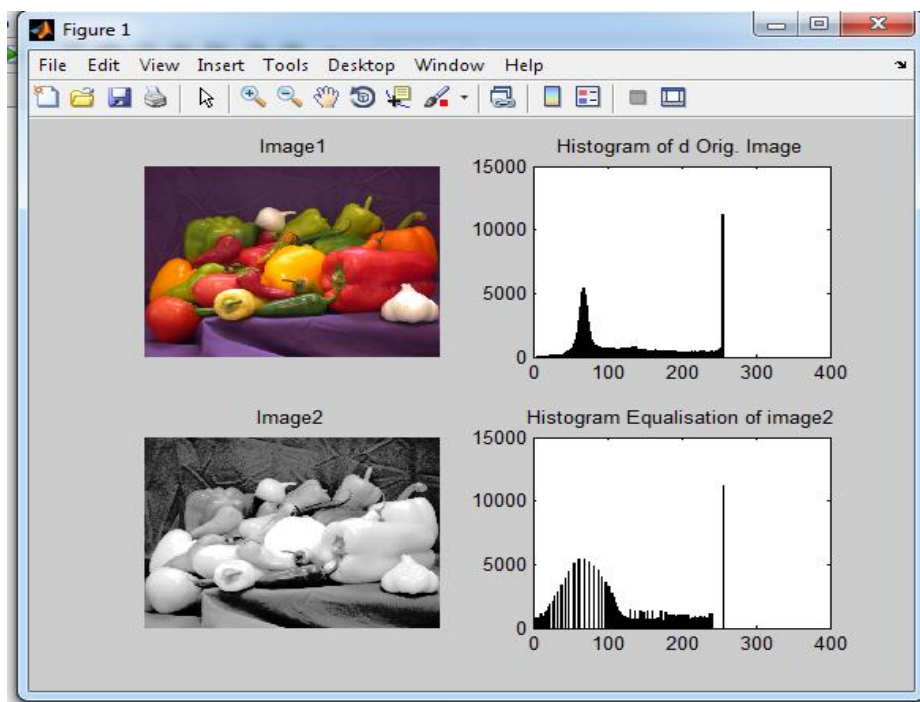 Figure 1
File Edit View Insert Tools Desktop Window Help
Image1
Histogram of d Orig. Image
15000
10000
5000
0
0 100 200 300 400
Image2
Histogram Equalisation of image2
15000
10000
5000
0
0 100 200 300 400